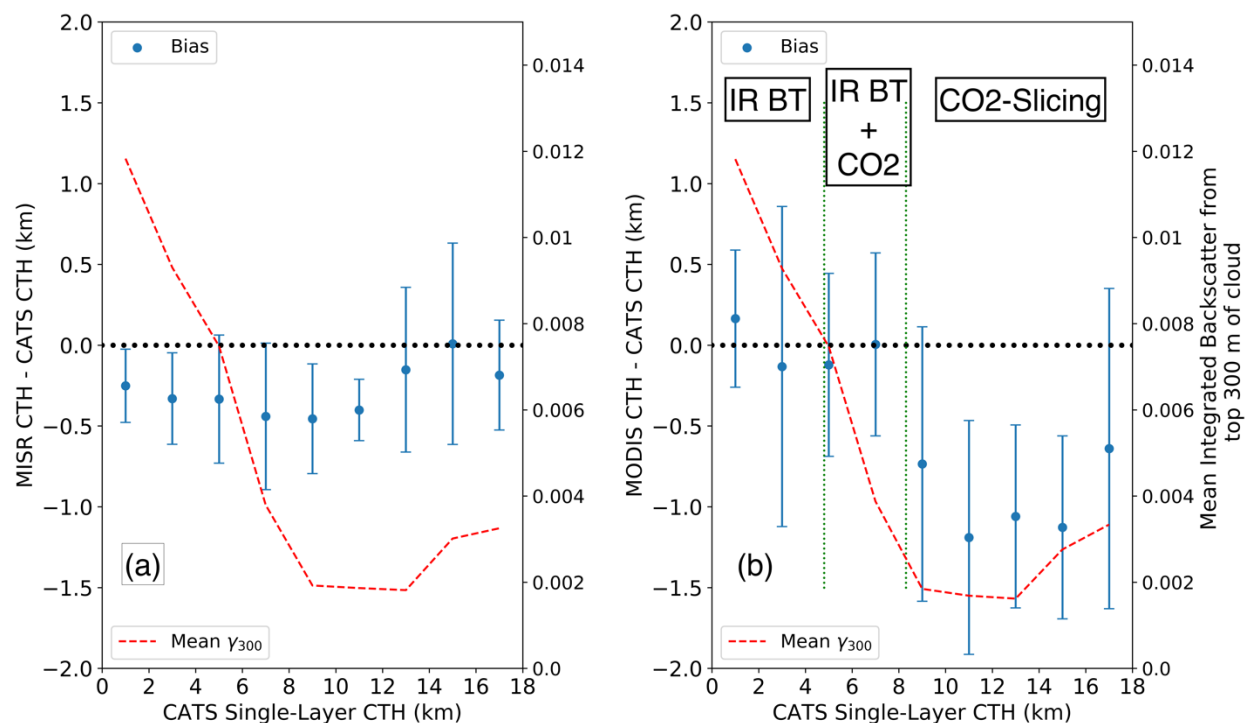 2.0
1.5
1.0
0.5
0.0
−0.5
−1.0
−1.5
−2.0
MISR CTH - CATS CTH (km)
Bias
(a)
Mean γ300
0.014
0.012
0.01
0.008
0.006
0.004
0.002
0.0
0 2 4 6 8 10 12 14 16 18
CATS Single-Layer CTH (km)
2.0
1.5
1.0
0.5
0.0
−0.5
−1.0
−1.5
−2.0
MODIS CTH - CATS CTH (km)
Bias
IR BT
IR BT
+
CO2
CO2-Slicing
(b)
Mean γ300
0.014
0.012
0.01
0.008
0.006
0.004
0.002
0.0
Mean Integrated Backscatter from
top 300 m of cloud
0 2 4 6 8 10 12 14 16 18
CATS Single-Layer CTH (km)